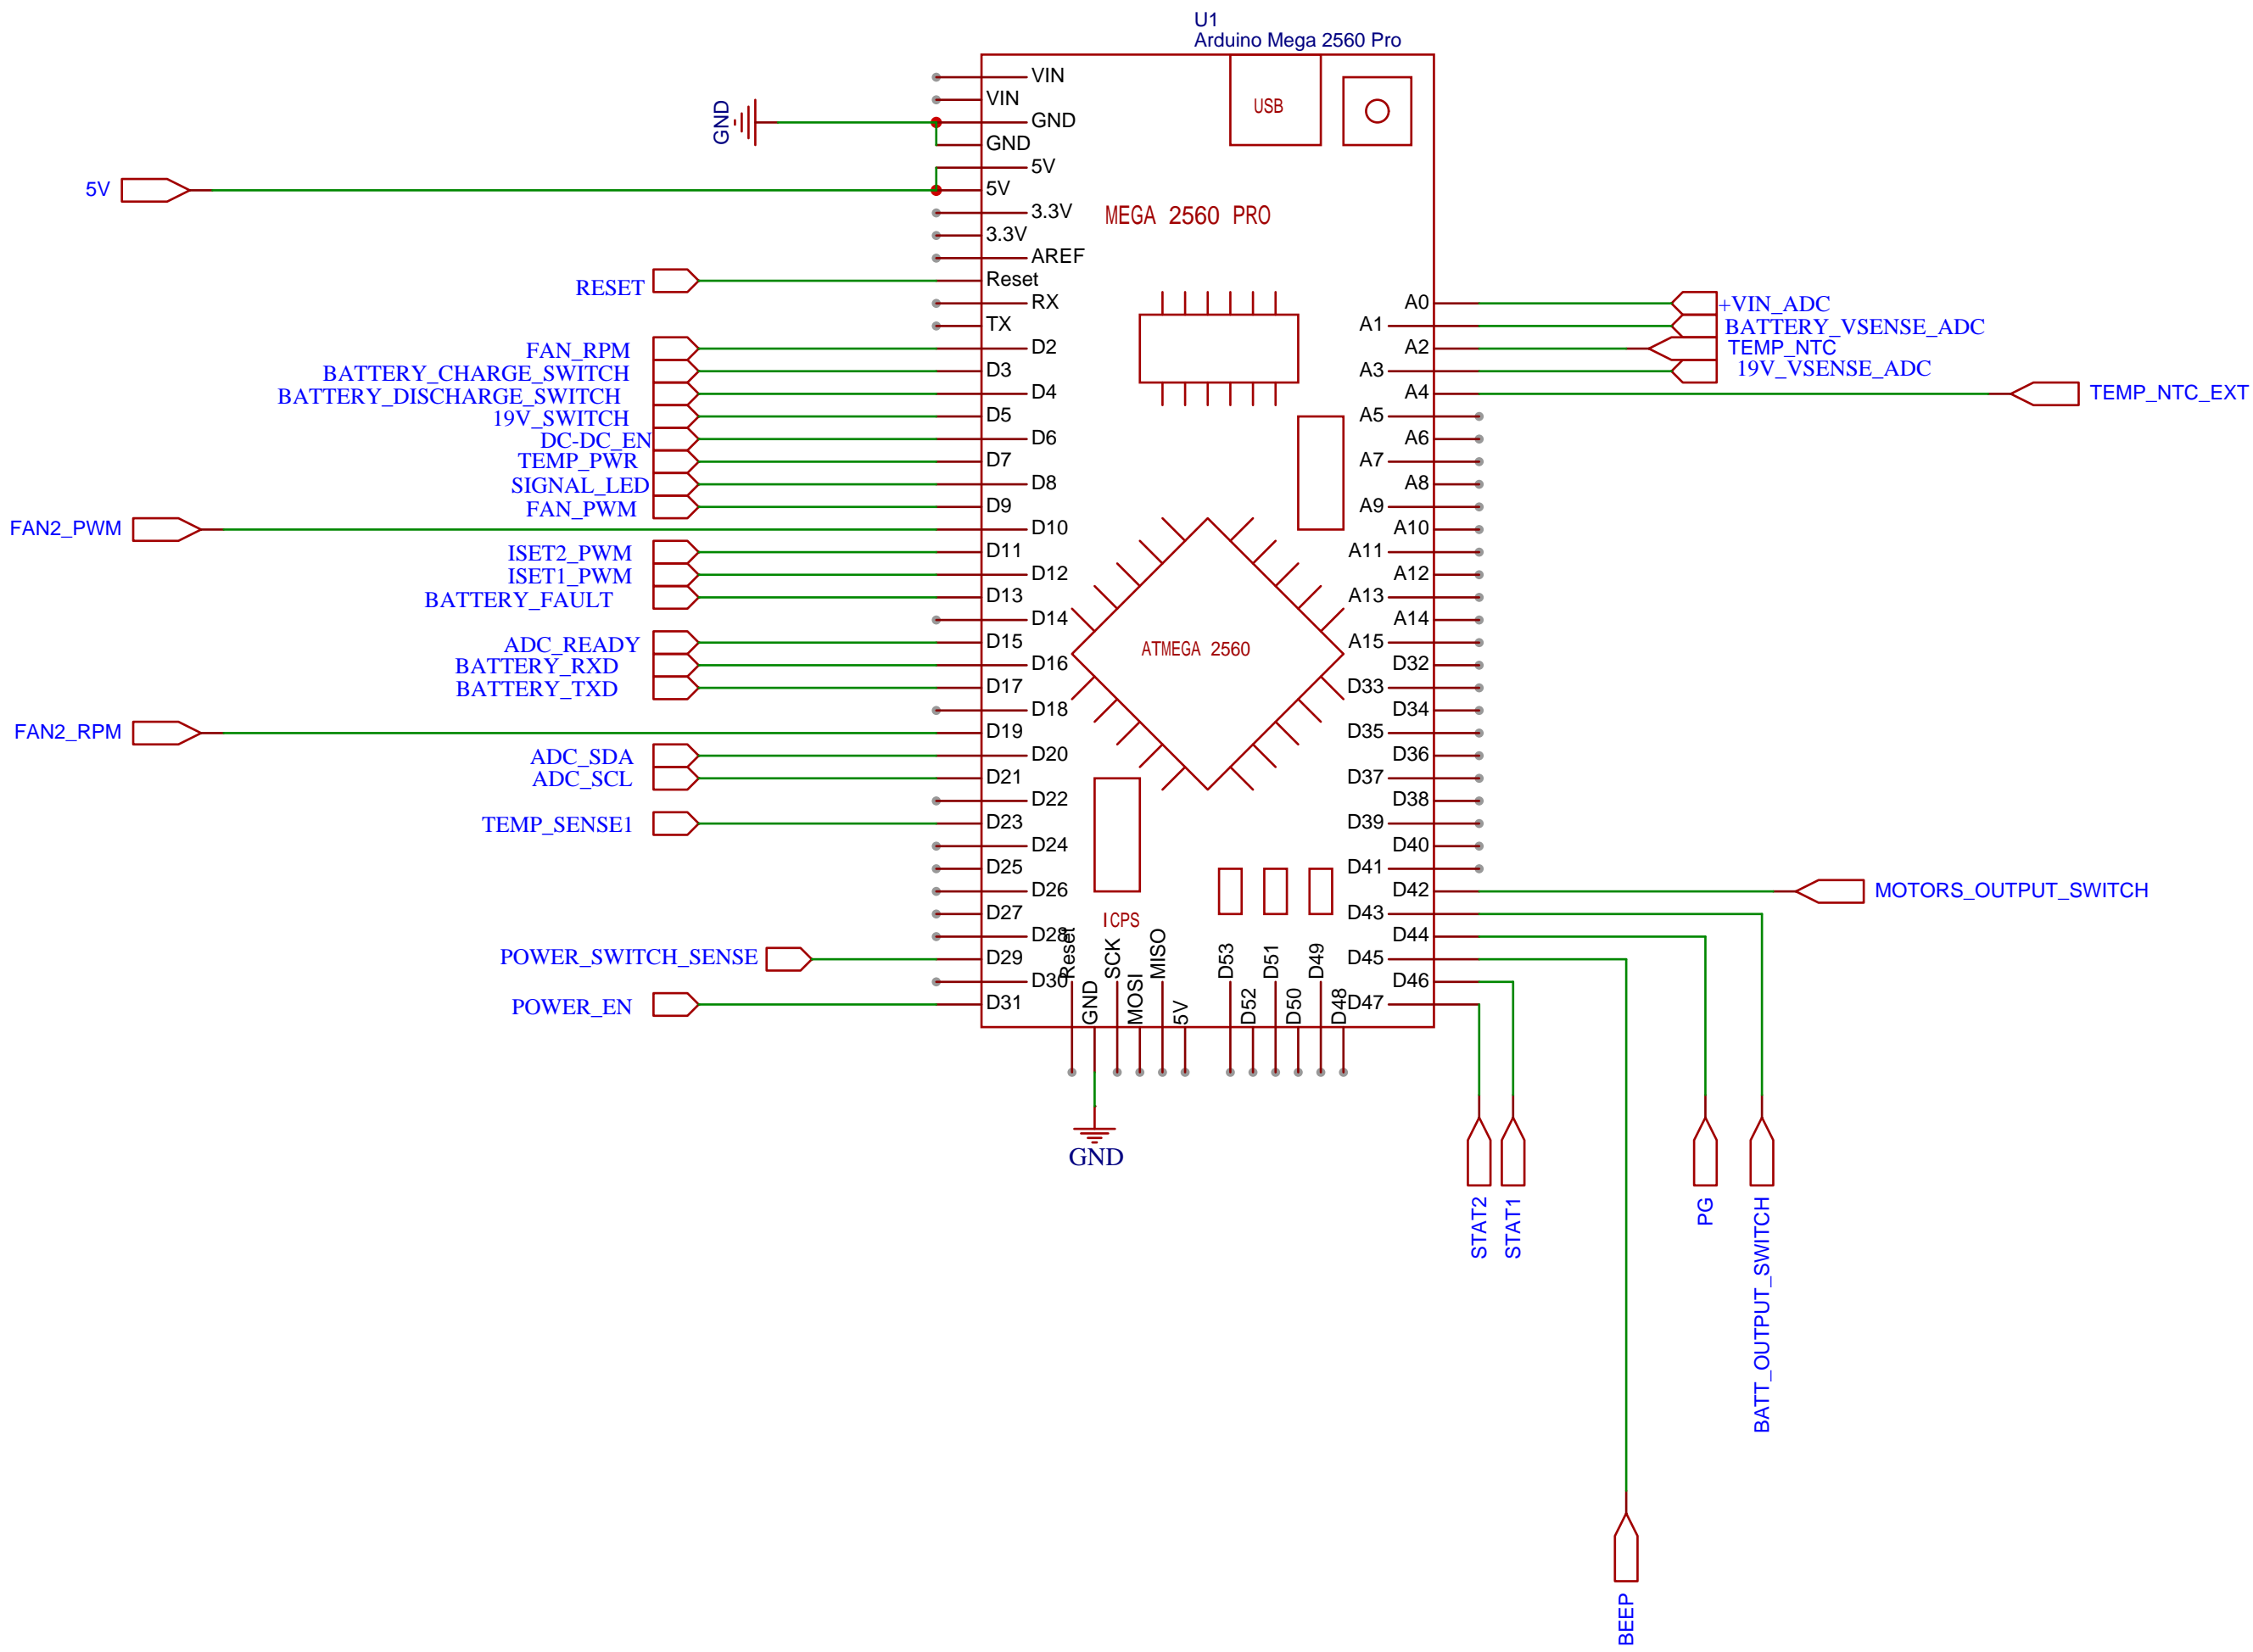 U1
Arduino Mega 2560 Pro
USB
MEGA 2560 PRO
ATMEGA 2560
ICPS
VIN
VIN
GND
GND
GND
5V
5V
5V
3.3V
3.3V
AREF
RESET
Reset
RX
TX
FAN_RPM
D2
BATTERY_CHARGE_SWITCH
D3
BATTERY_DISCHARGE_SWITCH
D4
19V_SWITCH
D5
DC-DC_EN
D6
TEMP_PWR
D7
SIGNAL_LED
D8
FAN_PWM
D9
FAN2_PWM
D10
ISET2_PWM
D11
ISET1_PWM
D12
BATTERY_FAULT
D13
D14
ADC_READY
D15
BATTERY_RXD
D16
BATTERY_TXD
D17
D18
FAN2_RPM
D19
ADC_SDA
D20
ADC_SCL
D21
D22
TEMP_SENSE1
D23
D24
D25
D26
D27
D28
POWER_SWITCH_SENSE
D29
D30
POWER_EN
D31
Reset
GND
SCK
MOSI
MISO
5V
D53
D52
D51
D50
D49
D48
GND
A0
+VIN_ADC
A1
BATTERY_VSENSE_ADC
A2
TEMP_NTC
A3
19V_VSENSE_ADC
A4
TEMP_NTC_EXT
A5
A6
A7
A8
A9
A10
A11
A12
A13
A14
A15
D32
D33
D34
D35
D36
D37
D38
D39
D40
D41
D42
MOTORS_OUTPUT_SWITCH
D43
D44
D45
D46
D47
STAT2
STAT1
PG
BATT_OUTPUT_SWITCH
BEEP